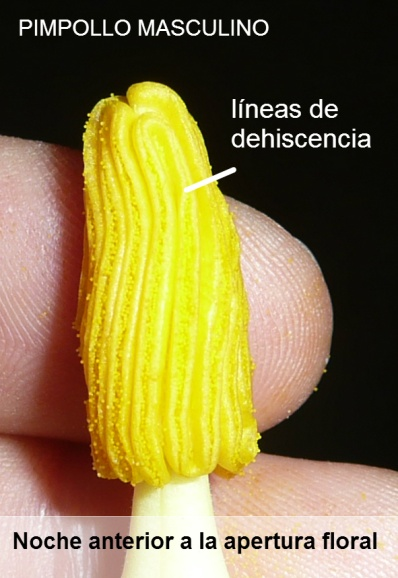 PIMPOLLO MASCULINO
líneas de
dehiscencia
Noche anterior a la apertura floral